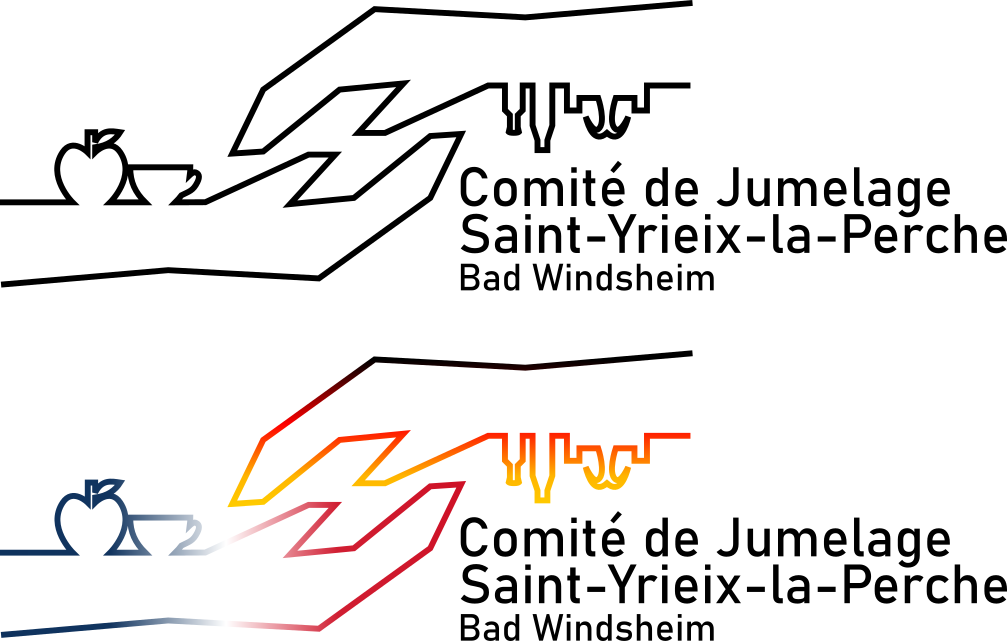 Comité de Jumelage
Saint-Yrieix-la-Perche
Bad Windsheim
Comité de Jumelage
Saint-Yrieix-la-Perche
Bad Windsheim